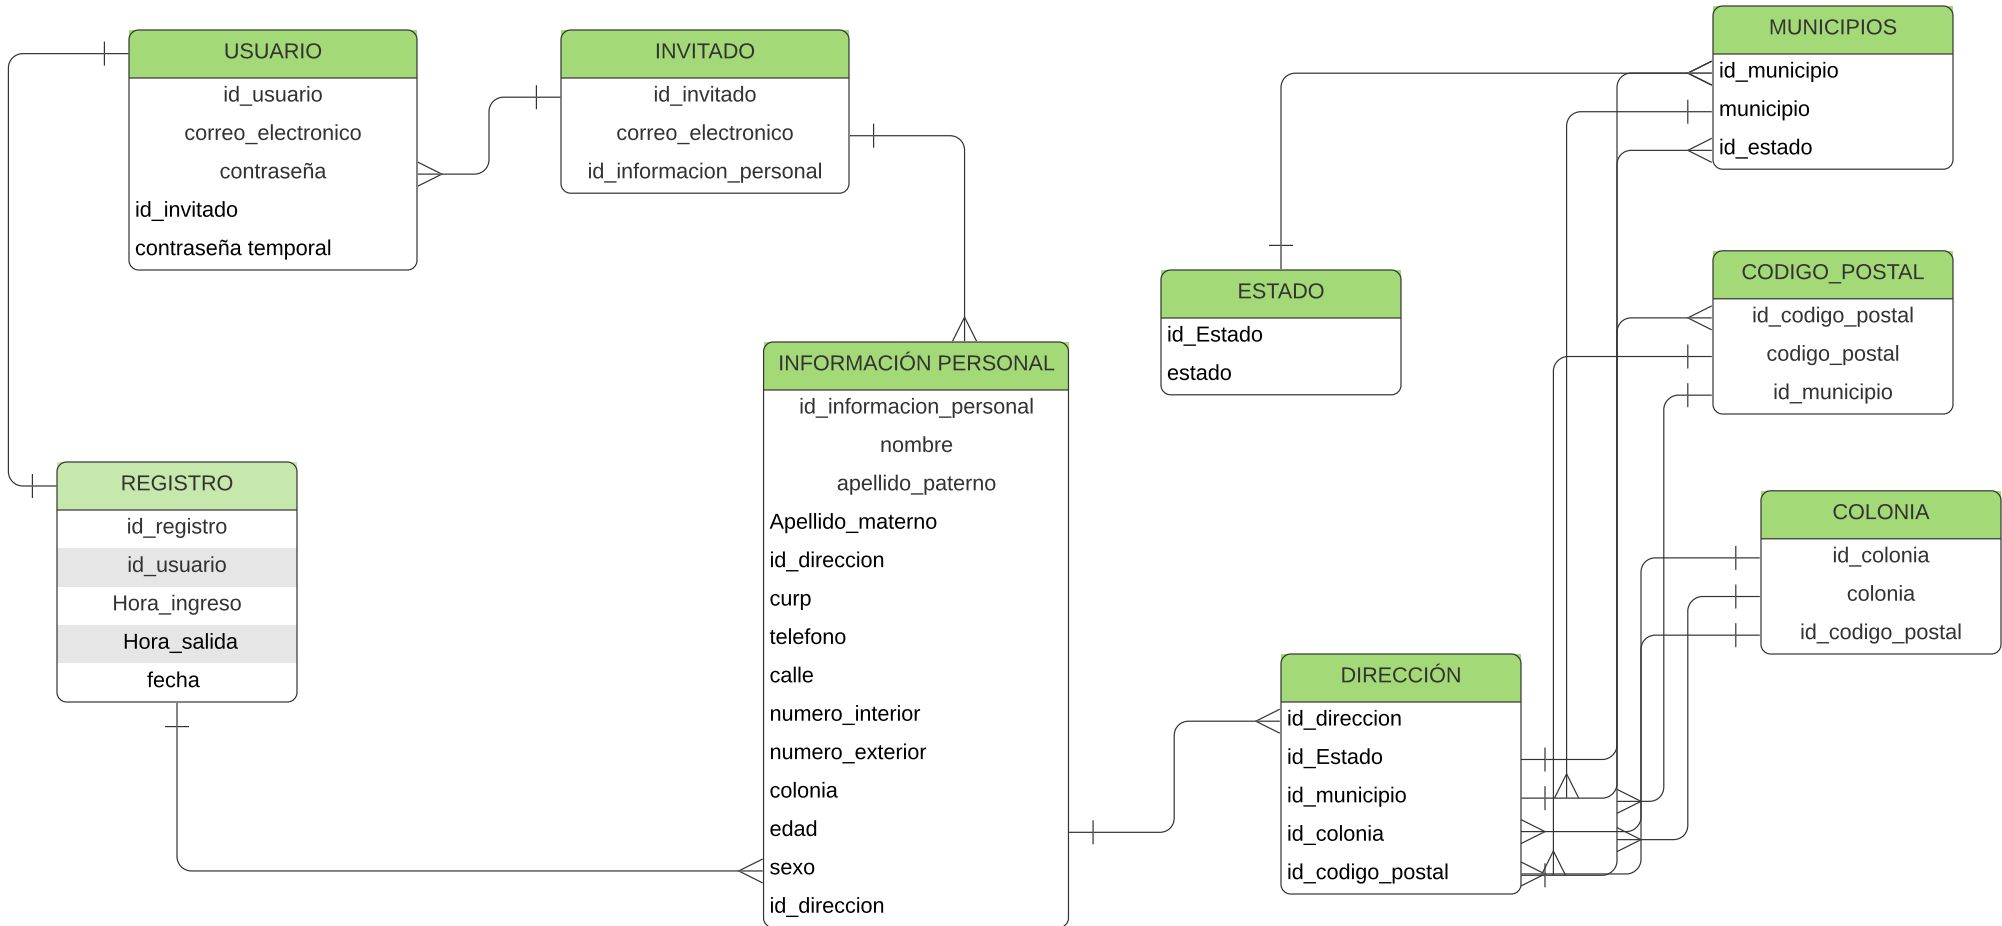 USUARIO
id_usuario
correo_electronico
contraseña
id_invitado
contraseña temporal
INVITADO
id_invitado
correo_electronico
id_informacion_personal
MUNICIPIOS
id_municipio
municipio
id_estado
CODIGO_POSTAL
id_codigo_postal
codigo_postal
id_municipio
ESTADO
id_Estado
estado
INFORMACIÓN PERSONAL
id_informacion_personal
nombre
apellido_paterno
Apellido_materno
id_direccion
curp
telefono
calle
numero_interior
numero_exterior
colonia
edad
sexo
id_direccion
REGISTRO
id_registro
id_usuario
Hora_ingreso
Hora_salida
fecha
COLONIA
id_colonia
colonia
id_codigo_postal
DIRECCIÓN
id_direccion
id_Estado
id_municipio
id_colonia
id_codigo_postal